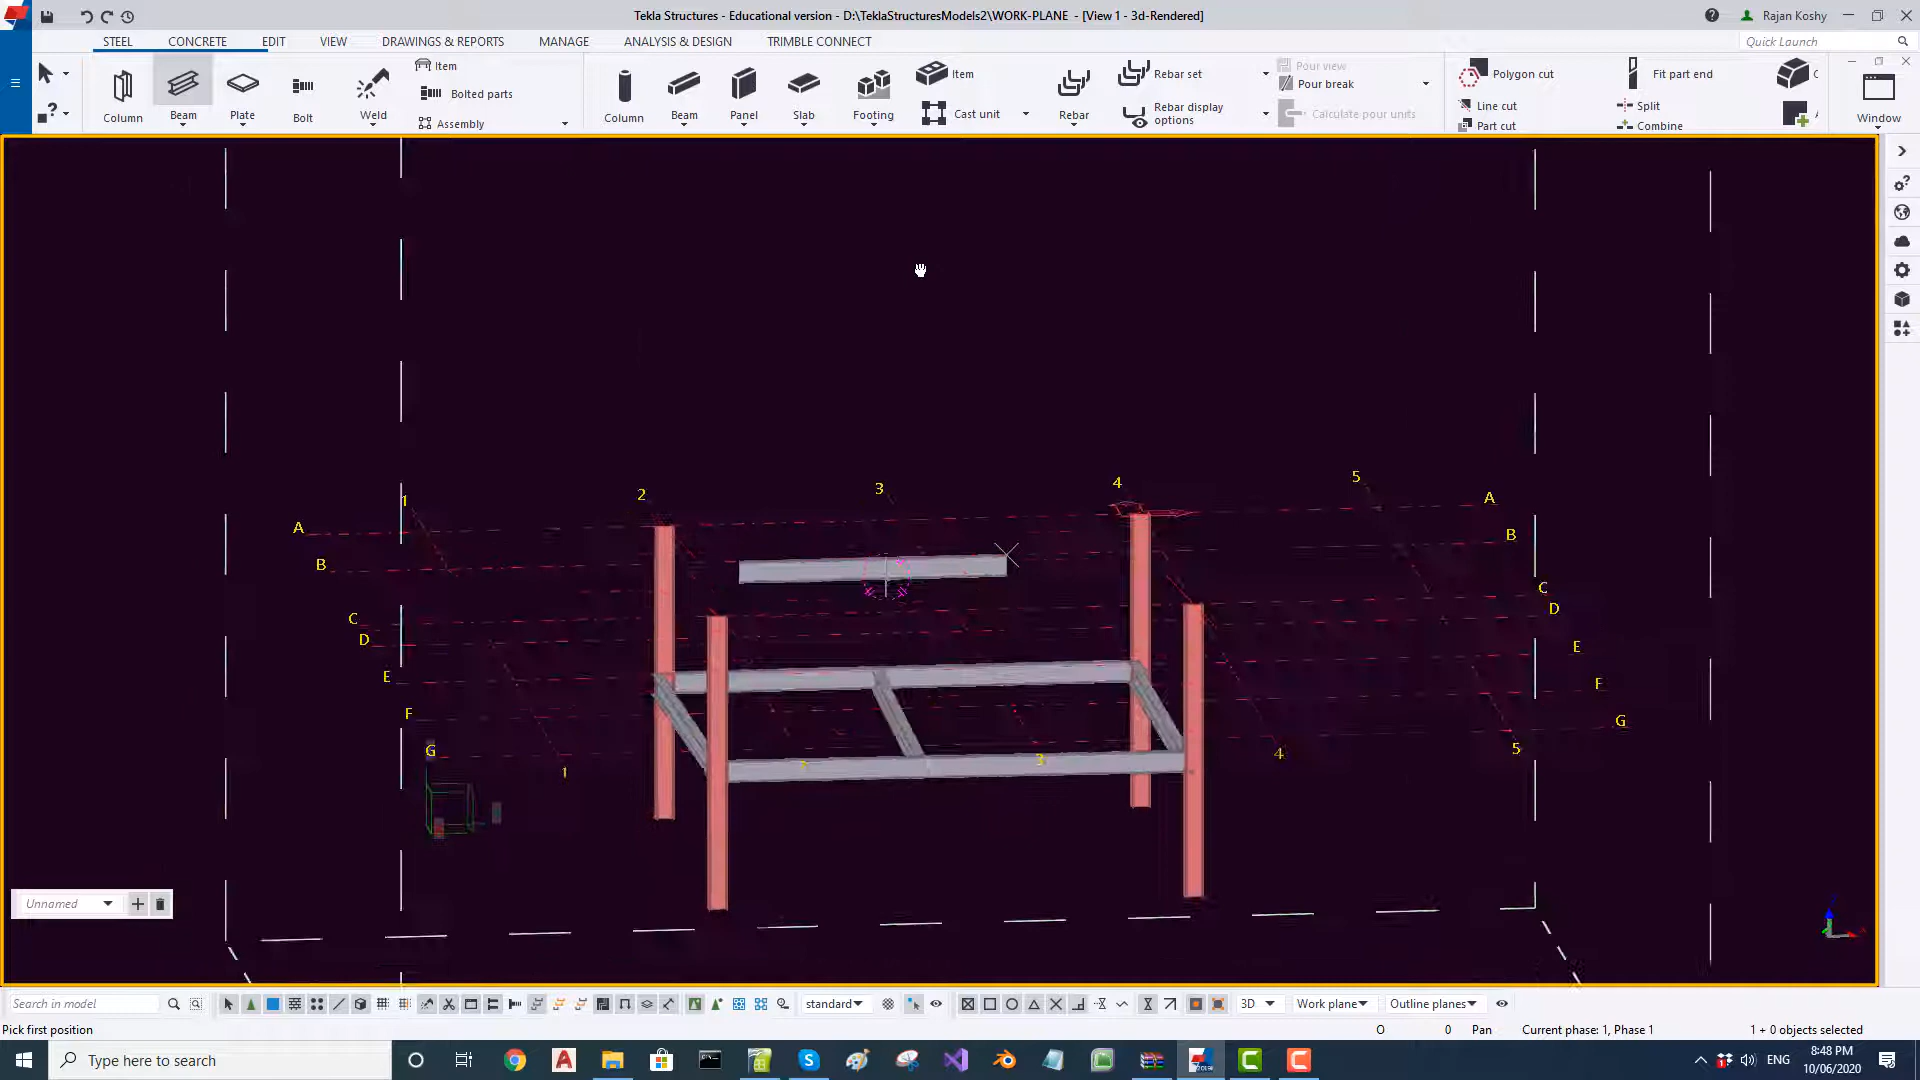 Tekla Structures - Educational version - D:\TeklaStructuresModels2\WORK-PLANE - [View 1 - 3d-Rendered]
Rajan Koshy
STEEL CONCRETE EDIT VIEW DRAWINGS & REPORTS MANAGE ANALYSIS & DESIGN TRIMBLE CONNECT
Quick Launch
Item
Bolted parts
Assembly
Column Beam Plate Bolt Weld
Column Beam Panel Slab Footing
Item
Cast unit
Rebar
Rebar set
Rebar display options
Pour view
Pour break
Calculate pour units
Polygon cut
Line cut
Part cut
Fit part end
Split
Combine
Window
1 2 3 4 5
A A
B B
C C
D D
E E
F F
G G
1 3 4 5
Unnamed
Search in model
standard
3D
Work plane
Outline planes
Pick first position
O 0 Pan Current phase: 1, Phase 1 1 + 0 objects selected
Type here to search
ENG
8:48 PM
10/06/2020